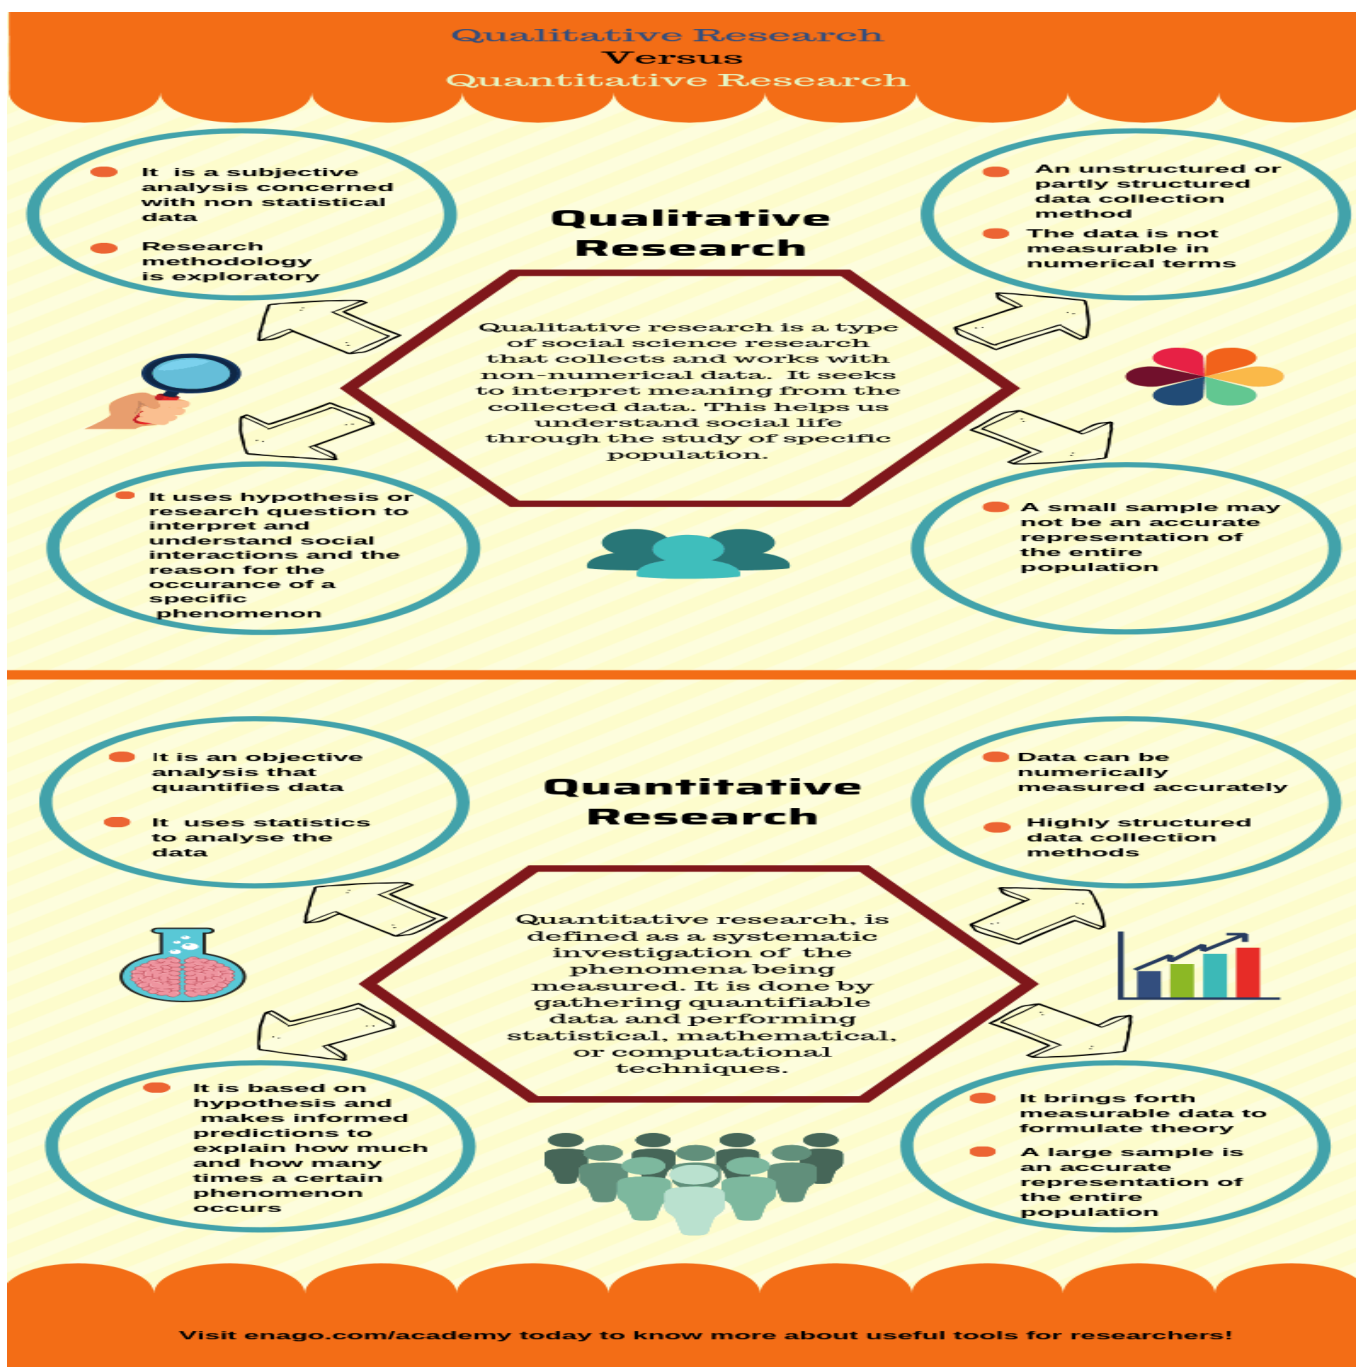 Qualitative Research
Versus
Quantitative Research
It is a subjective
analysis concerned
with non statistical
data
Research
methodology
is exploratory
An unstructured or
partly structured
data collection
method
The data is not
measurable in
numerical terms
Qualitative
Research
Qualitative research is a type
of social science research
that collects and works with
non-numerical data. It seeks
to interpret meaning from the
collected data. This helps us
understand social life
through the study of specific
population.
It uses hypothesis or
research question to
interpret and
understand social
interactions and the
reason for the
occurance of a
specific
phenomenon
A small sample may
not be an accurate
representation of
the entire
population
It is an objective
analysis that
quantifies data
It uses statistics
to analyse the
data
Data can be
numerically
measured accurately
Highly structured
data collection
methods
Quantitative
Research
Quantitative research, is
defined as a systematic
investigation of the
phenomena being
measured. It is done by
gathering quantifiable
data and performing
statistical, mathematical,
or computational
techniques.
It is based on
hypothesis and
makes informed
predictions to
explain how much
and how many
times a certain
phenomenon
occurs
It brings forth
measurable data to
formulate theory
A large sample is
an accurate
representation of
the entire
population
Visit enago.com/academy today to know more about useful tools for researchers!